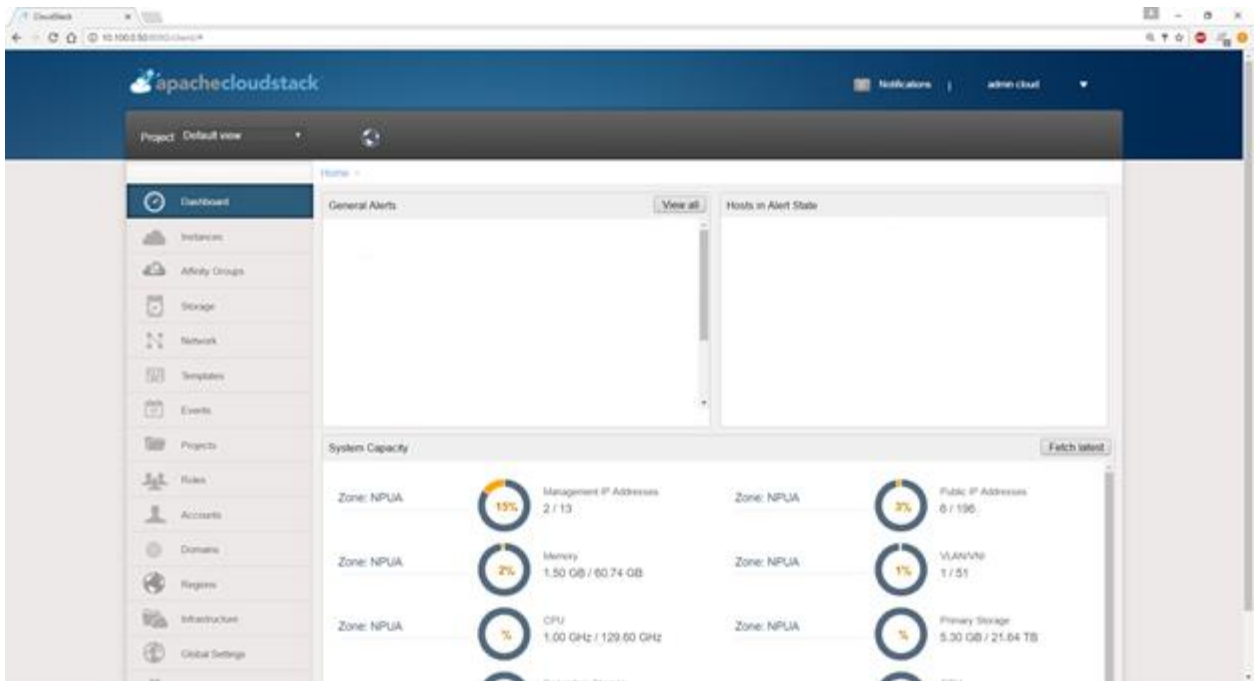 CloudStack
apachecloudstack
Notifications | admin cloud
Project Default view
Home
Dashboard
Instances
Affinity Groups
Storage
Network
Templates
Events
Projects
Roles
Accounts
Domains
Regions
Infrastructure
Global Settings
General Alerts
View all
Hosts in Alert State
System Capacity
Fetch latest
Zone: NPUA
15%
Management IP Addresses
2 / 13
Zone: NPUA
3%
Public IP Addresses
6 / 196
Zone: NPUA
2%
Memory
1.50 GB / 60.74 GB
Zone: NPUA
1%
VLAN/VNI
1 / 51
Zone: NPUA
%
CPU
1.00 GHz / 129.60 GHz
Zone: NPUA
%
Primary Storage
5.30 GB / 21.64 TB